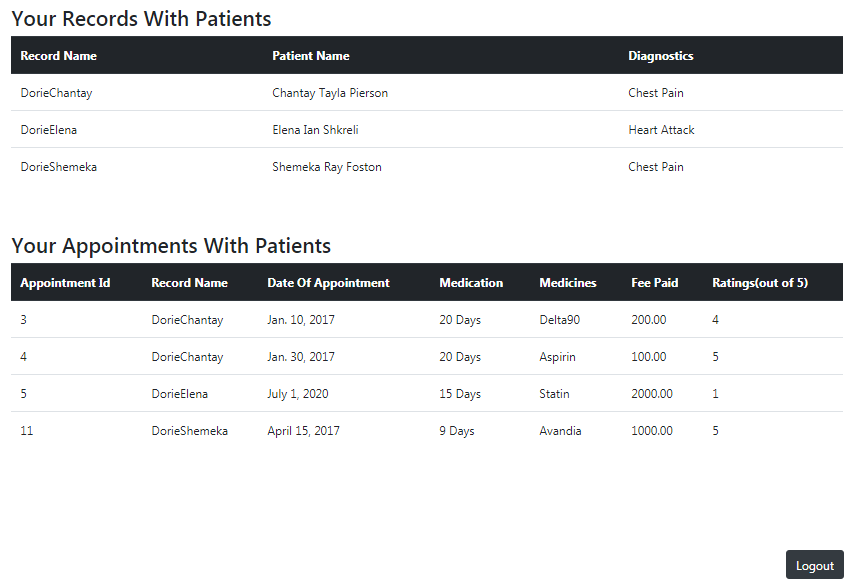 Your Records With Patients
Record Name Patient Name Diagnostics
DorieChantay Chantay Tayla Pierson Chest Pain
DorieElena Elena Ian Shkreli Heart Attack
DorieShemeka Shemeka Ray Foston Chest Pain
Your Appointments With Patients
Appointment Id Record Name Date Of Appointment Medication Medicines Fee Paid Ratings(out of 5)
3 DorieChantay Jan. 10, 2017 20 Days Delta90 200.00 4
4 DorieChantay Jan. 30, 2017 20 Days Aspirin 100.00 5
5 DorieElena July 1, 2020 15 Days Statin 2000.00 1
11 DorieShemeka April 15, 2017 9 Days Avandia 1000.00 5
Logout